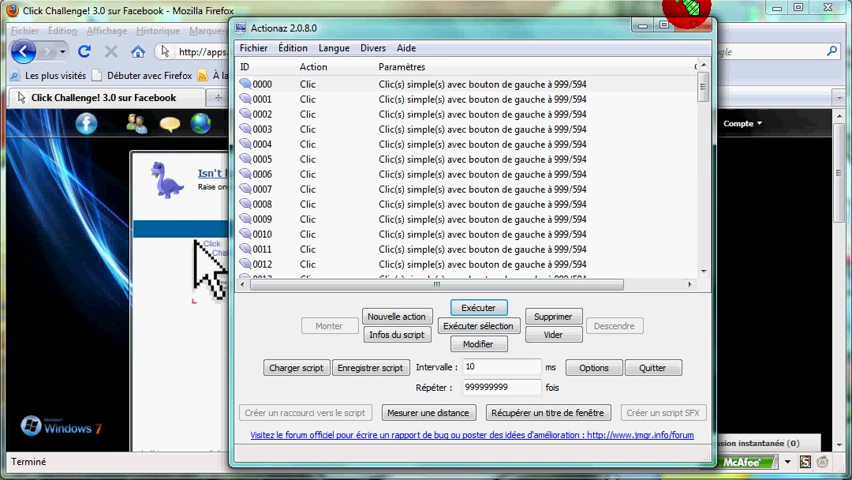 Click Challenge! 3.0 sur Facebook - Mozilla Firefox
Fichier Édition Affichage Historique
http://apps.
Les plus visités Débuter avec Firefox À la
Click Challenge! 3.0 sur Facebook
Compte
Isn't
Raise
Click
Windows 7
Terminé
McAfee
Actionaz 2.0.8.0
Fichier Édition Langue Divers Aide
ID Action Paramètres
0000 Clic Clic(s) simple(s) avec bouton de gauche à 999/594
0001 Clic Clic(s) simple(s) avec bouton de gauche à 999/594
0002 Clic Clic(s) simple(s) avec bouton de gauche à 999/594
0003 Clic Clic(s) simple(s) avec bouton de gauche à 999/594
0004 Clic Clic(s) simple(s) avec bouton de gauche à 999/594
0005 Clic Clic(s) simple(s) avec bouton de gauche à 999/594
0006 Clic Clic(s) simple(s) avec bouton de gauche à 999/594
0007 Clic Clic(s) simple(s) avec bouton de gauche à 999/594
0008 Clic Clic(s) simple(s) avec bouton de gauche à 999/594
0009 Clic Clic(s) simple(s) avec bouton de gauche à 999/594
0010 Clic Clic(s) simple(s) avec bouton de gauche à 999/594
0011 Clic Clic(s) simple(s) avec bouton de gauche à 999/594
0012 Clic Clic(s) simple(s) avec bouton de gauche à 999/594
Exécuter
Nouvelle action Supprimer
Monter Exécuter sélection Descendre
Infos du script Vider
Modifier
Charger script Enregistrer script Intervalle : 10 ms Options Quitter
Répéter : 999999999 fois
Créer un raccourd vers le script Mesurer une distance Récupérer un titre de fenêtre Créer un script SFX
Visitez le forum officiel pour écrire un rapport de bug ou poster des idées d'amélioration : http://www.jmgr.info/forum